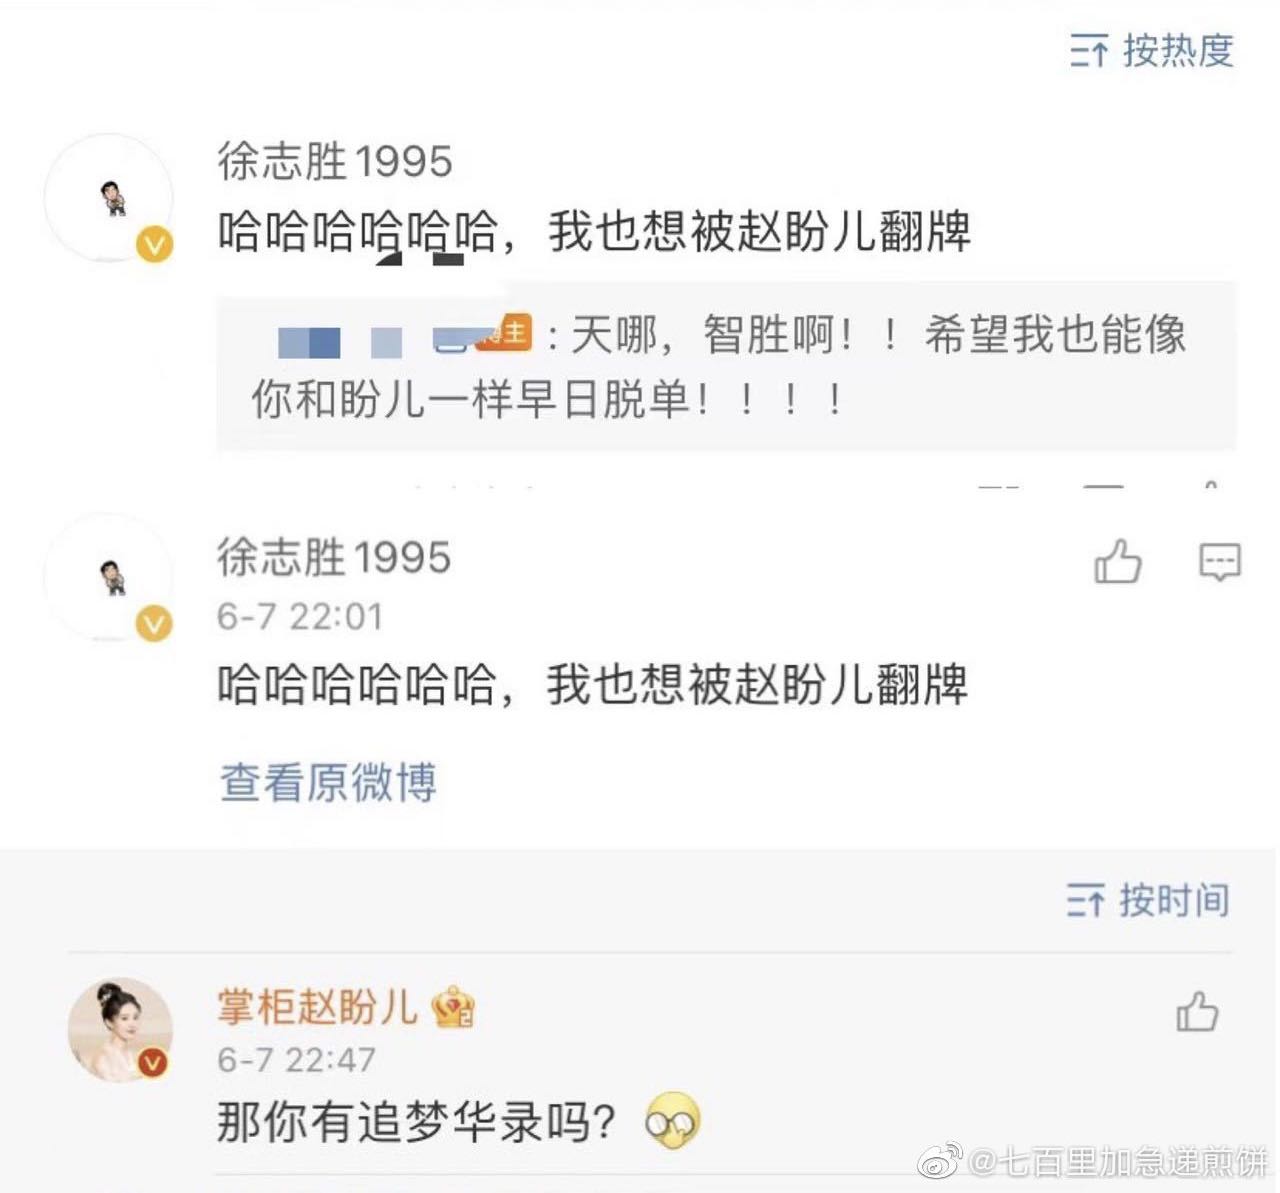 按热度
徐志胜1995
哈哈哈哈哈哈，我也想被赵盼儿翻牌
博主：天哪，智胜啊！！希望我也能像
你和盼儿一样早日脱单！！！！
徐志胜1995
6-7 22:01
哈哈哈哈哈哈，我也想被赵盼儿翻牌
查看原微博
按时间
掌柜赵盼儿
6-7 22:47
那你有追梦华录吗？
@七百里加急递煎饼